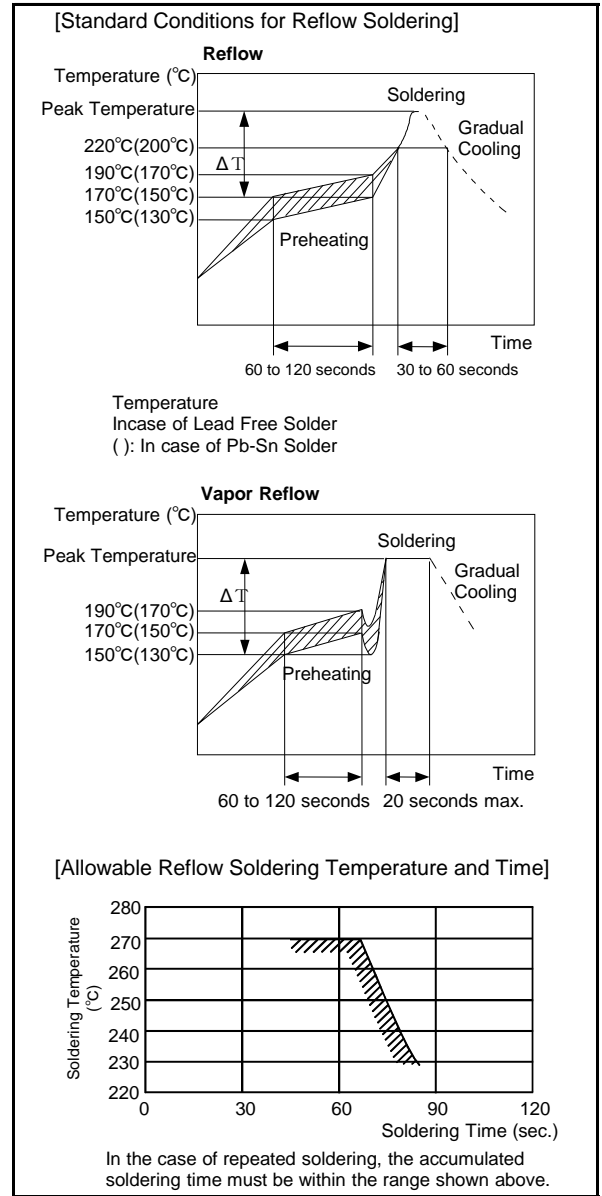 [Standard Conditions for Reflow Soldering]
Reflow
Temperature (°C)
Peak Temperature
Soldering
Gradual
Cooling
220°C(200°C)
ΔT
190°C(170°C)
170°C(150°C)
150°C(130°C)
Preheating
Time
60 to 120 seconds
30 to 60 seconds
Temperature
Incase of Lead Free Solder
( ): In case of Pb-Sn Solder
Vapor Reflow
Temperature (°C)
Soldering
Peak Temperature
Gradual
Cooling
ΔT
190°C(170°C)
170°C(150°C)
150°C(130°C)
Preheating
Time
60 to 120 seconds
20 seconds max.
[Allowable Reflow Soldering Temperature and Time]
Soldering Temperature
(°C)
280
270
260
250
240
230
220
0
30
60
90
120
Soldering Time (sec.)
In the case of repeated soldering, the accumulated
soldering time must be within the range shown above.